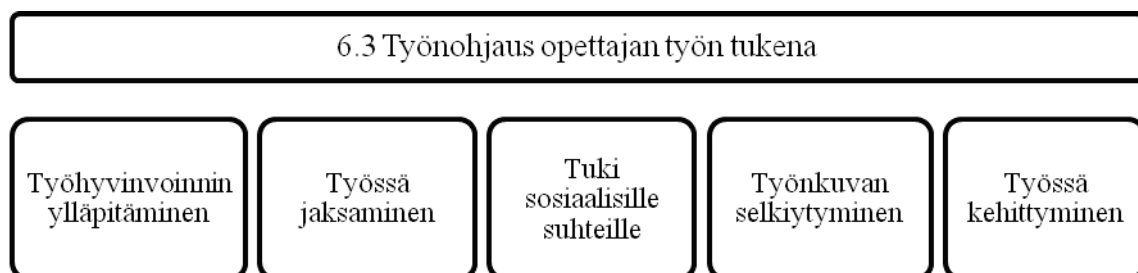 6.3 Työnohjaus opettajan työn tukena
Työhyvinvoinnin
ylläpitäminen
Työssä
jaksaminen
Tuki
sosiaalisille
suhteille
Työnkuvan
selkiytyminen
Työssä
kehittyminen